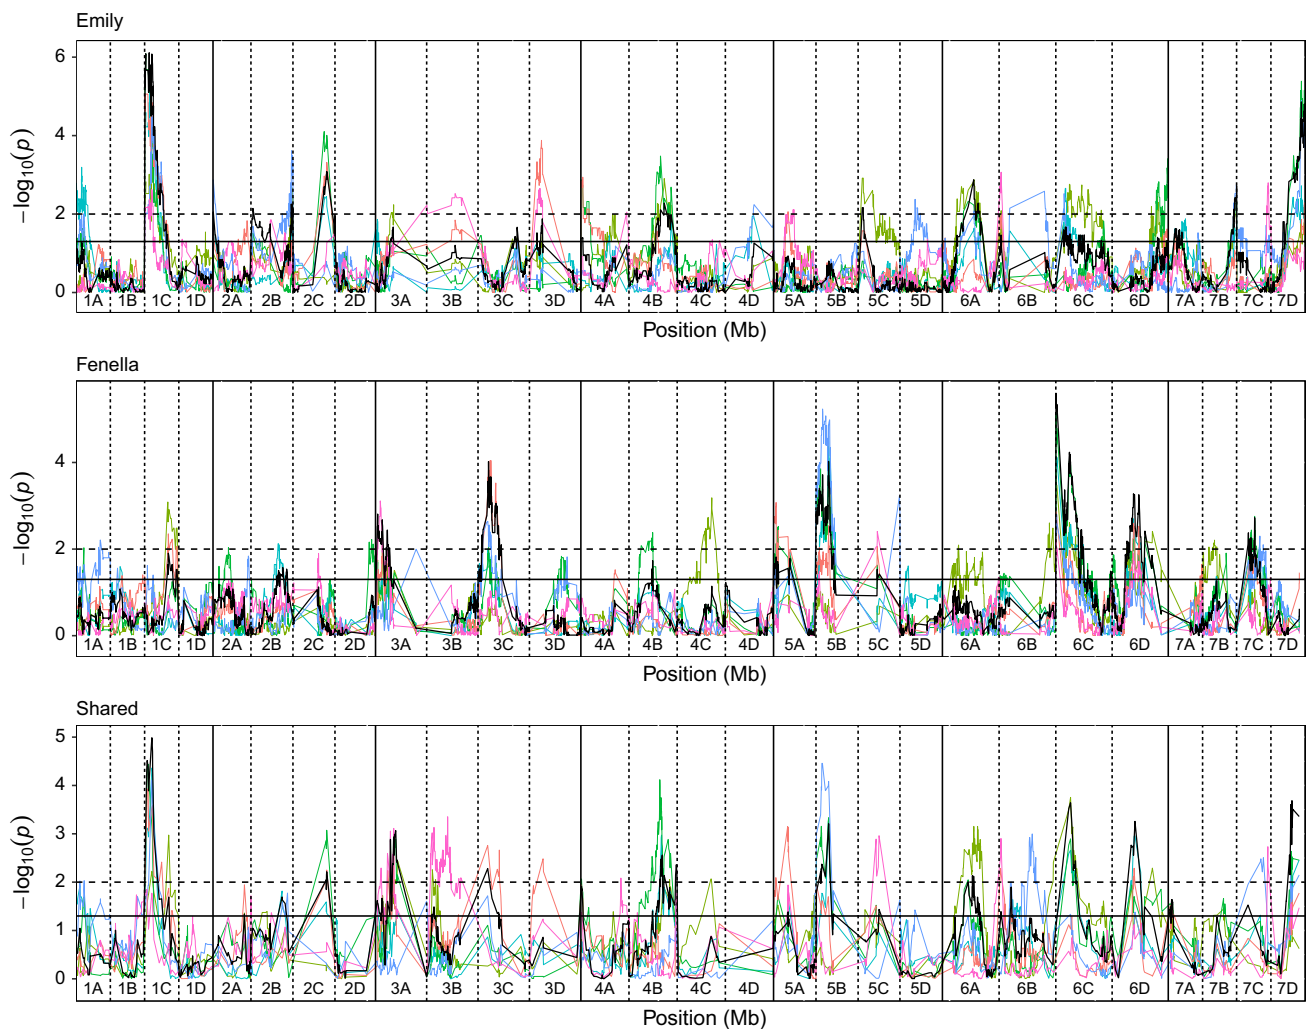 Emily
−log10(p)
6
4
2
0
1A 1B 1C 1D 2A 2B 2C 2D 3A 3B 3C 3D 4A 4B 4C 4D 5A 5B 5C 5D 6A 6B 6C 6D 7A 7B 7C 7D
Position (Mb)
Fenella
−log10(p)
4
2
0
1A 1B 1C 1D 2A 2B 2C 2D 3A 3B 3C 3D 4A 4B 4C 4D 5A 5B 5C 5D 6A 6B 6C 6D 7A 7B 7C 7D
Position (Mb)
Shared
−log10(p)
5
4
3
2
1
0
1A 1B 1C 1D 2A 2B 2C 2D 3A 3B 3C 3D 4A 4B 4C 4D 5A 5B 5C 5D 6A 6B 6C 6D 7A 7B 7C 7D
Position (Mb)